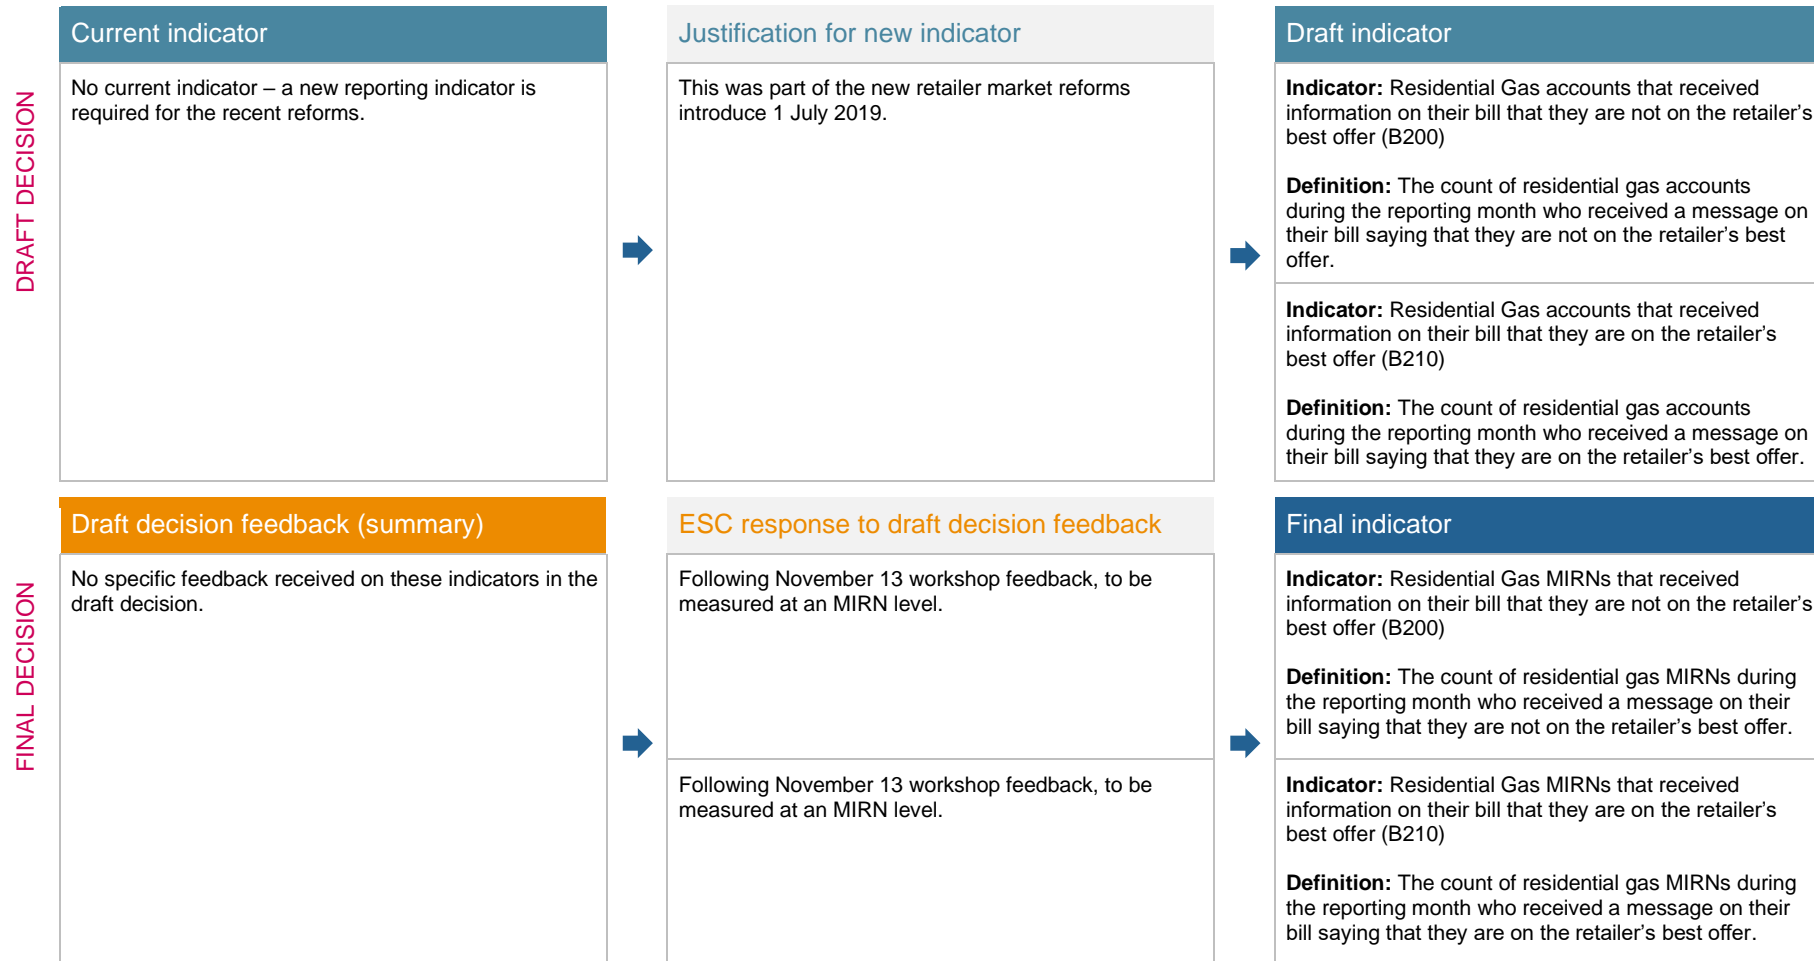 DRAFT DECISION
Current indicator
No current indicator – a new reporting indicator is
required for the recent reforms.
Justification for new indicator
This was part of the new retailer market reforms
introduce 1 July 2019.
Draft indicator
Indicator: Residential Gas accounts that received
information on their bill that they are not on the retailer’s
best offer (B200)
Definition: The count of residential gas accounts
during the reporting month who received a message on
their bill saying that they are not on the retailer’s best
offer.
Indicator: Residential Gas accounts that received
information on their bill that they are on the retailer’s
best offer (B210)
Definition: The count of residential gas accounts
during the reporting month who received a message on
their bill saying that they are on the retailer’s best offer.
FINAL DECISION
Draft decision feedback (summary)
No specific feedback received on these indicators in the
draft decision.
ESC response to draft decision feedback
Following November 13 workshop feedback, to be
measured at an MIRN level.
Following November 13 workshop feedback, to be
measured at an MIRN level.
Final indicator
Indicator: Residential Gas MIRNs that received
information on their bill that they are not on the retailer’s
best offer (B200)
Definition: The count of residential gas MIRNs during
the reporting month who received a message on their
bill saying that they are not on the retailer’s best offer.
Indicator: Residential Gas MIRNs that received
information on their bill that they are on the retailer’s
best offer (B210)
Definition: The count of residential gas MIRNs during
the reporting month who received a message on their
bill saying that they are on the retailer’s best offer.